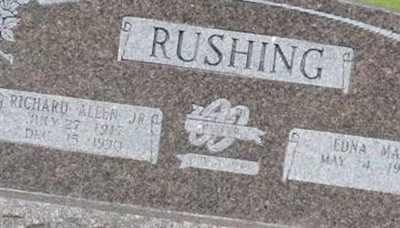 RUSHING
RICHARD ALLEN JR.
JULY 27, 1917
DEC. 15, 1990
EDNA MA
MAY 4, 19